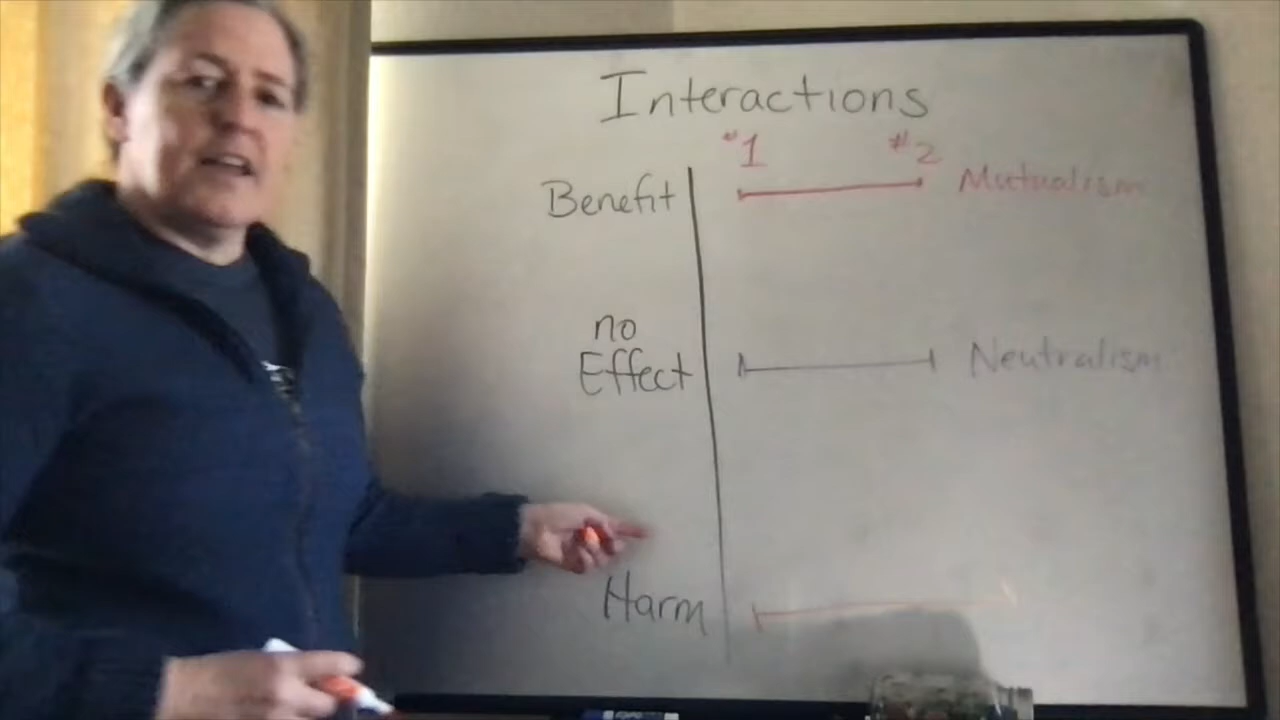 Interactions
#1 #2
Benefit Mutualism
no
Effect Neutralism
Harm